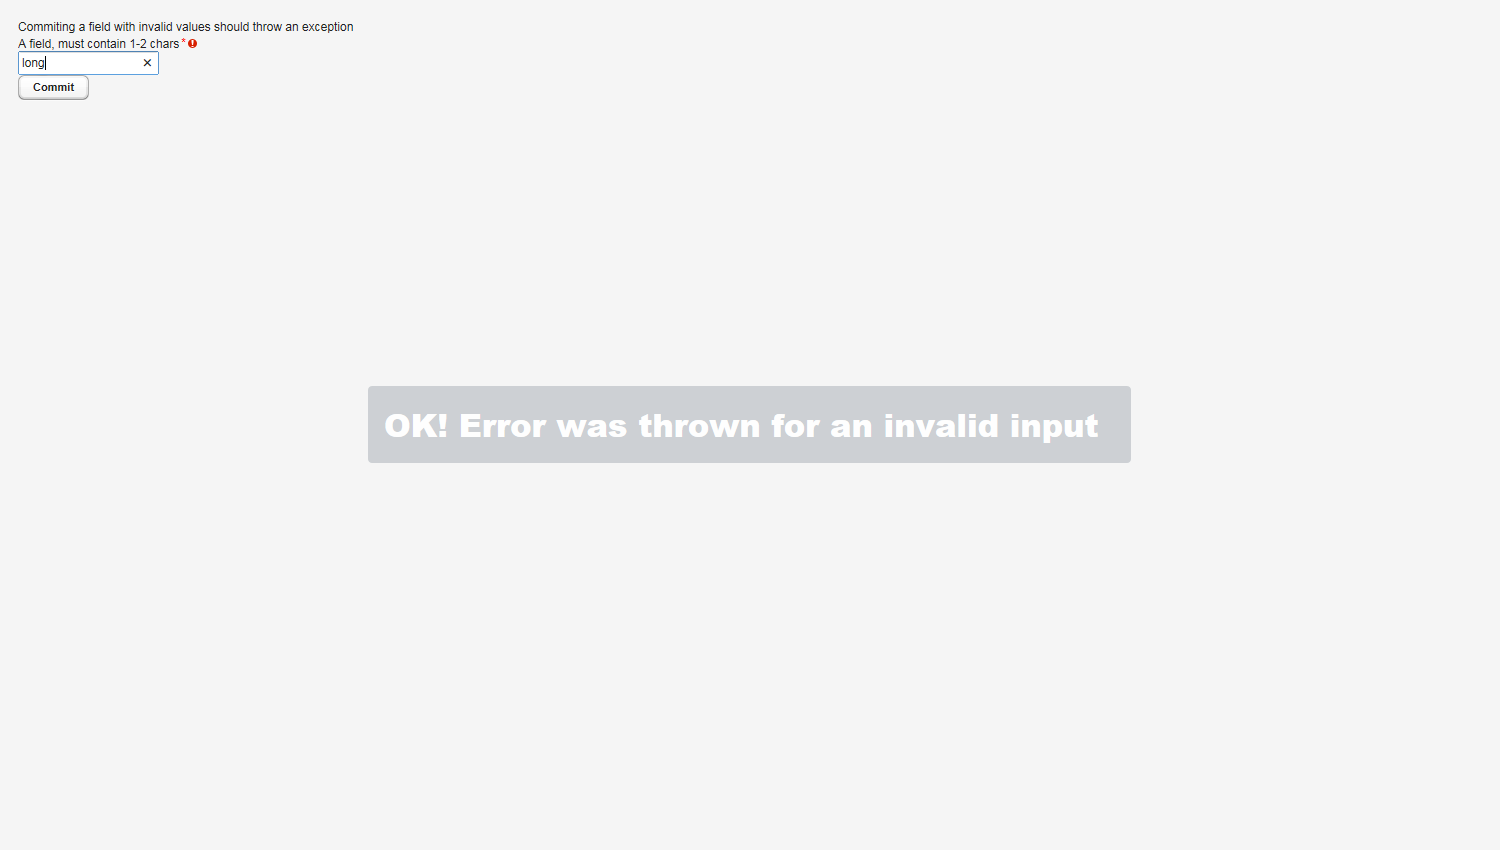 Commiting a field with invalid values should throw an exception
A field, must contain 1-2 chars*
long
Commit
OK! Error was thrown for an invalid input